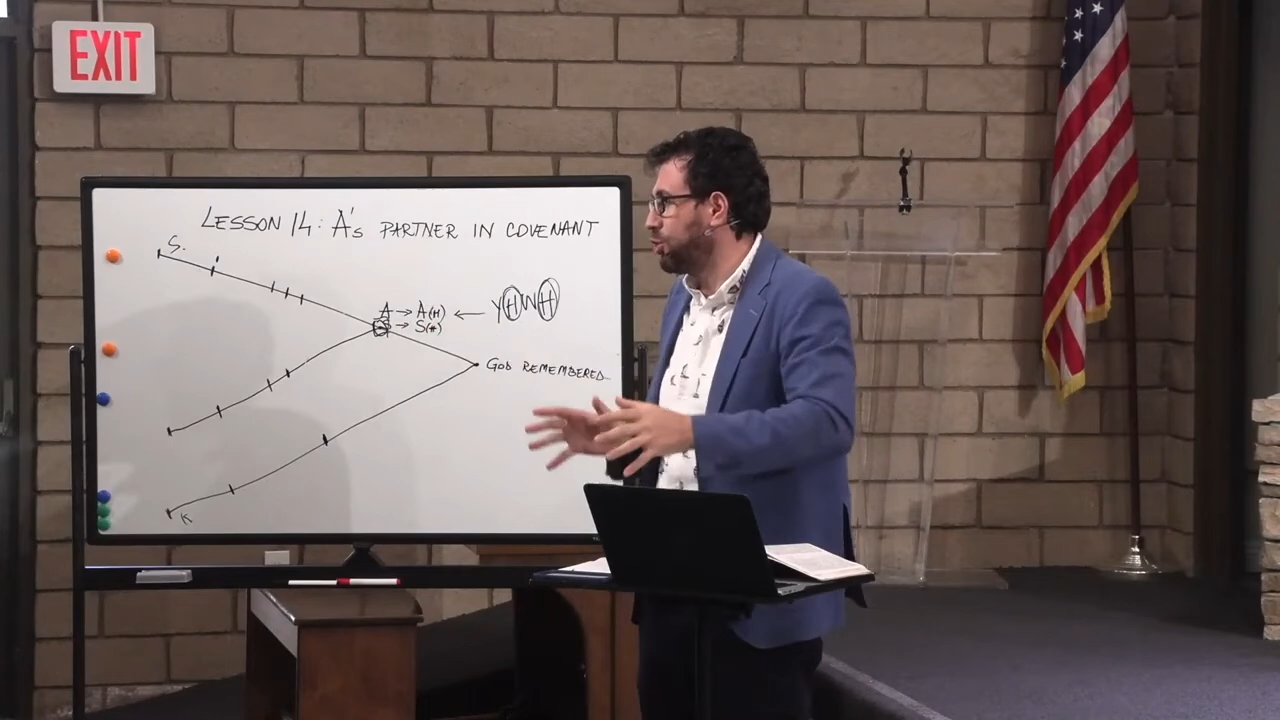 EXIT
LESSON 14: A's PARTNER IN COVENANT
S.
A → A(H) ← YHWH
S → S(H)
GOD REMEMBERED
K